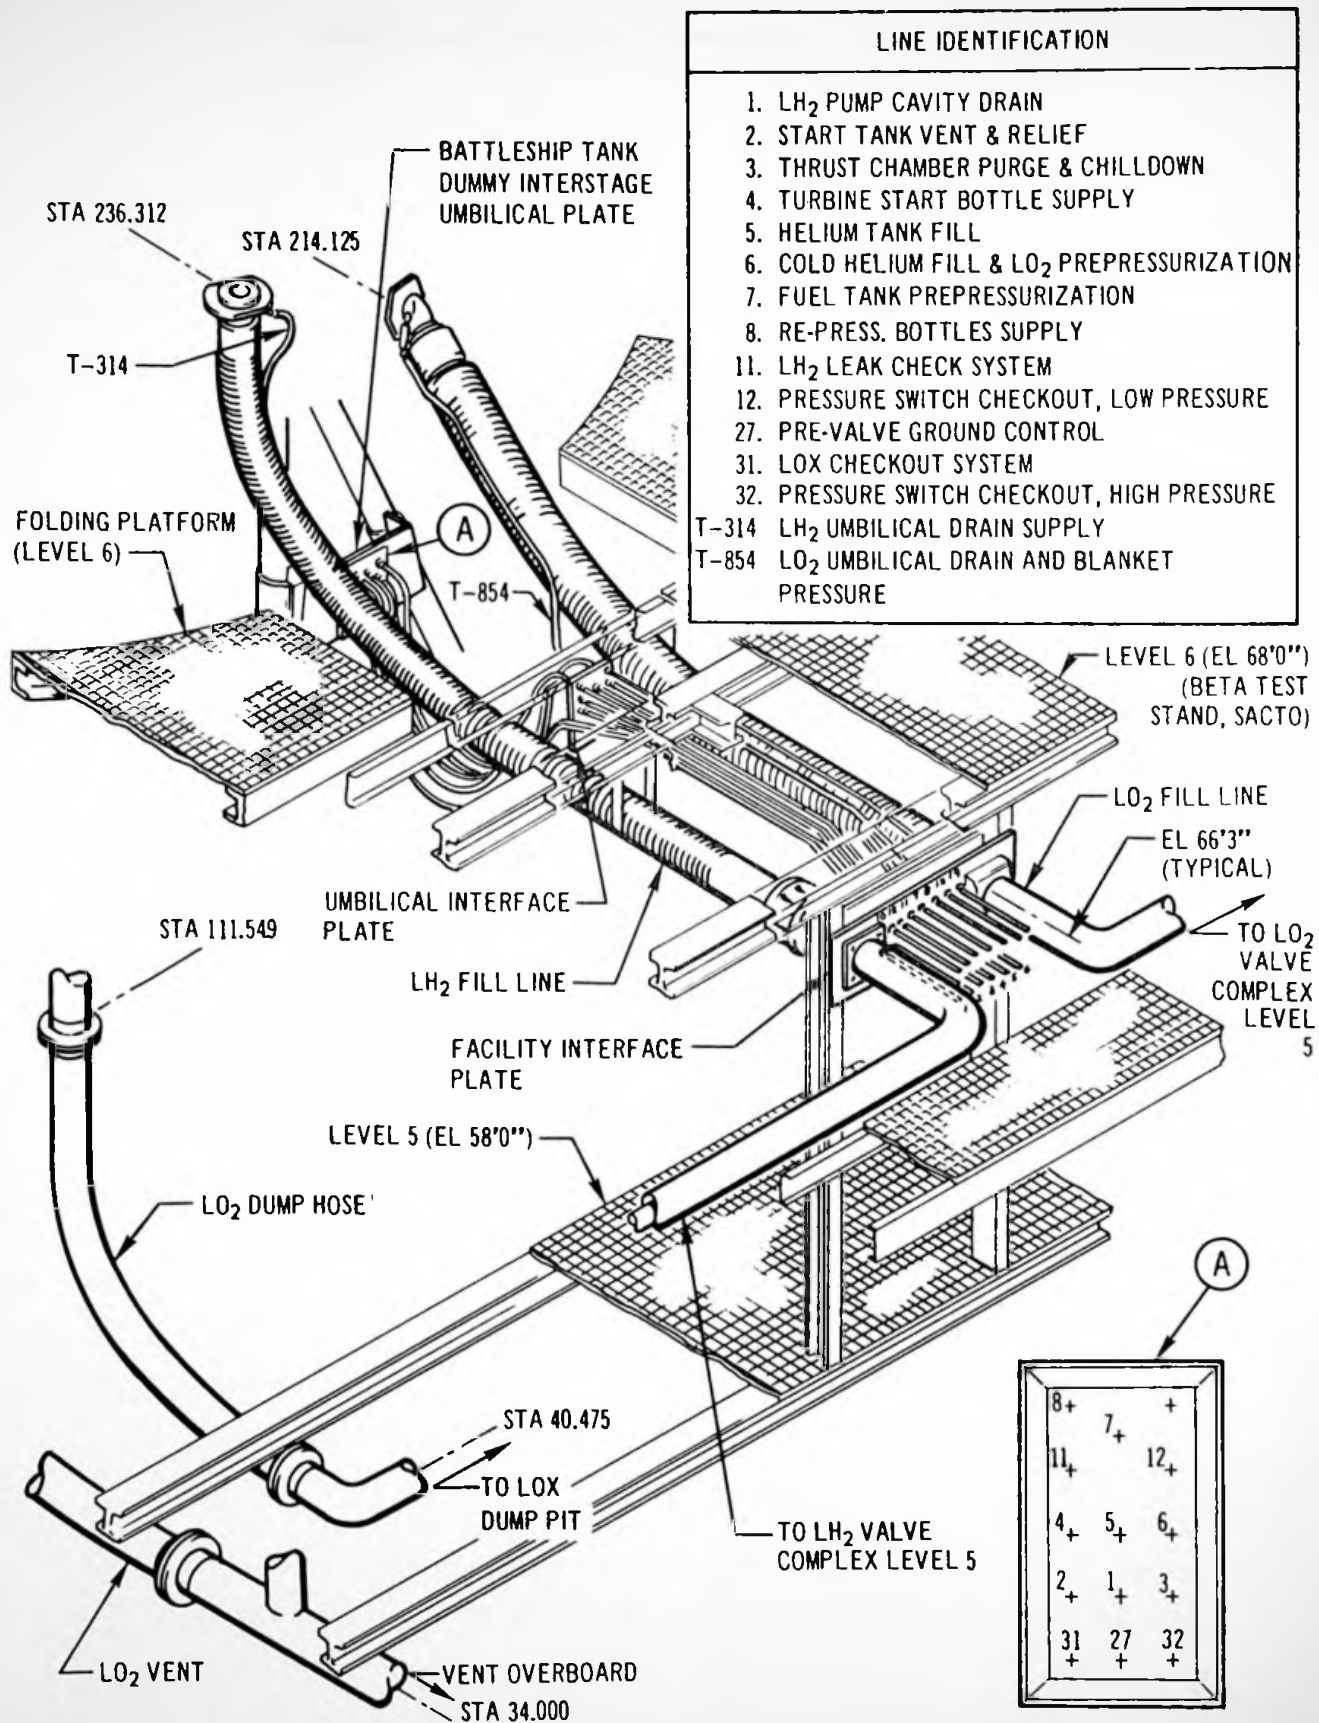 LINE IDENTIFICATION
1. LH₂ PUMP CAVITY DRAIN
2. START TANK VENT & RELIEF
3. THRUST CHAMBER PURGE & CHILLDOWN
4. TURBINE START BOTTLE SUPPLY
5. HELIUM TANK FILL
6. COLD HELIUM FILL & LO₂ PREPRESSURIZATION
7. FUEL TANK PREPRESSURIZATION
8. RE-PRESS. BOTTLES SUPPLY
11. LH₂ LEAK CHECK SYSTEM
12. PRESSURE SWITCH CHECKOUT, LOW PRESSURE
27. PRE-VALVE GROUND CONTROL
31. LOX CHECKOUT SYSTEM
32. PRESSURE SWITCH CHECKOUT, HIGH PRESSURE
T-314 LH₂ UMBILICAL DRAIN SUPPLY
T-854 LO₂ UMBILICAL DRAIN AND BLANKET
PRESSURE
BATTLESHIP TANK
DUMMY INTERSTAGE
UMBILICAL PLATE
STA 236.312
STA 214.125
T-314
A
FOLDING PLATFORM
(LEVEL 6)
T-854
LEVEL 6 (EL 68'0")
(BETA TEST
STAND, SACTO)
LO₂ FILL LINE
EL 66'3"
(TYPICAL)
UMBILICAL INTERFACE
PLATE
STA 111.549
TO LO₂
VALVE
COMPLEX
LEVEL
5
LH₂ FILL LINE
FACILITY INTERFACE
PLATE
LEVEL 5 (EL 58'0")
LO₂ DUMP HOSE
A
STA 40.475
TO LOX
DUMP PIT
TO LH₂ VALVE
COMPLEX LEVEL 5
8+ 7+ +
11+ 12+
4+ 5+ 6+
2+ 1+ 3+
31 27 32
+ + +
LO₂ VENT
VENT OVERBOARD
STA 34.000